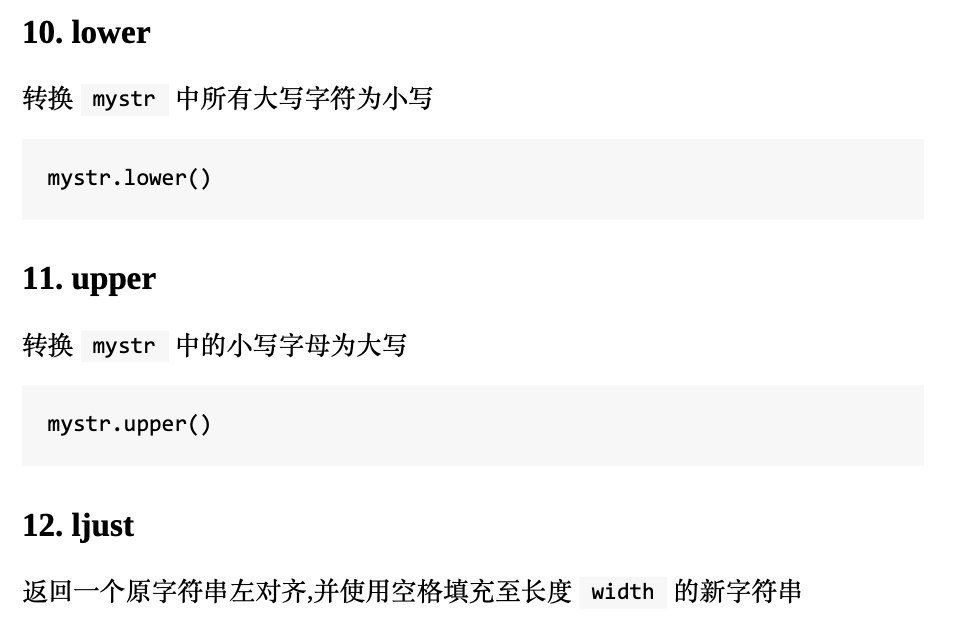 10. lower
转换 mystr 中所有大写字符为小写
mystr.lower()
11. upper
转换 mystr 中的小写字母为大写
mystr.upper()
12. ljust
返回一个原字符串左对齐,并使用空格填充至长度 width 的新字符串